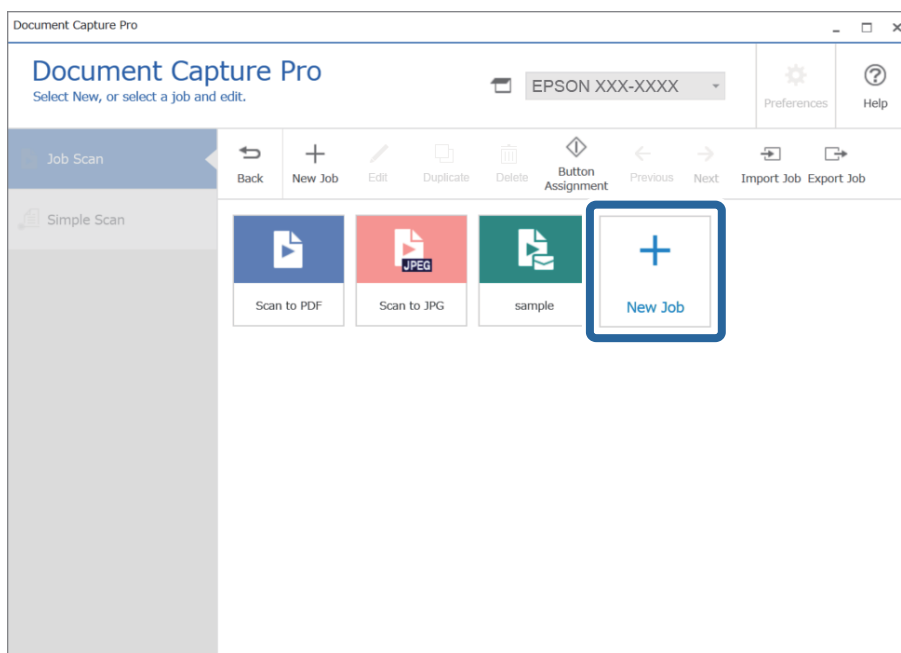 Document Capture Pro
Document Capture Pro
Select New, or select a job and edit.
EPSON XXX-XXXX
Preferences
Help
Job Scan
Simple Scan
Back
New Job
Edit
Duplicate
Delete
Button
Assignment
Previous
Next
Import Job
Export Job
JPEG
Scan to PDF
Scan to JPG
sample
New Job